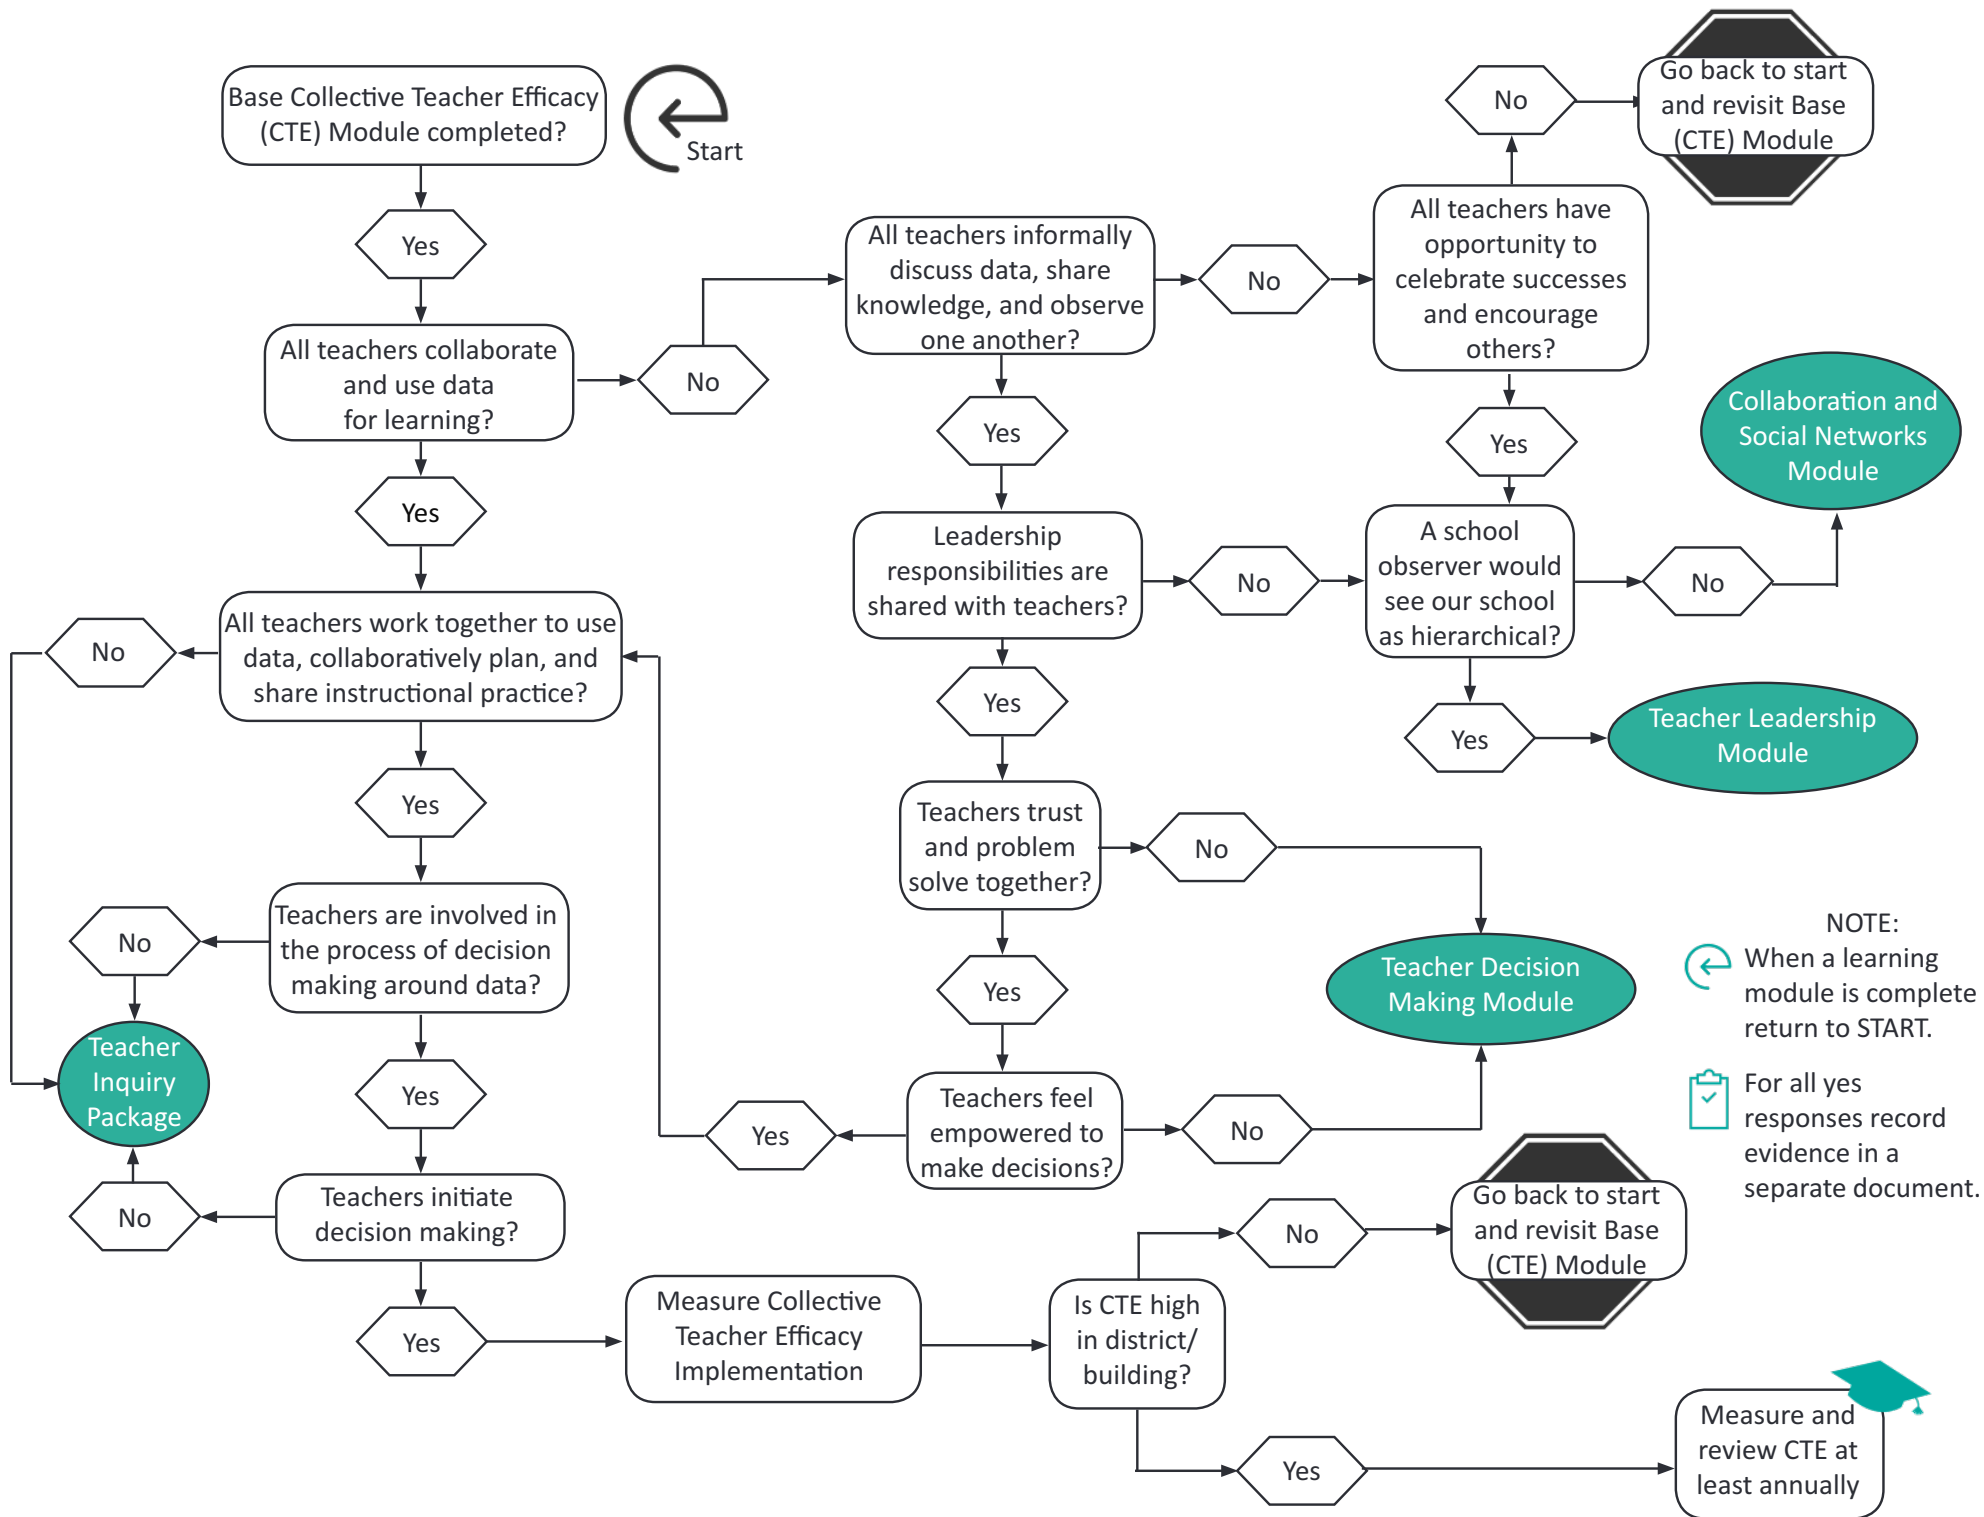 Base Collective Teacher Efficacy
(CTE) Module completed?
Start
Yes
All teachers collaborate
and use data
for learning?
No
Yes
All teachers work together to use
data, collaboratively plan, and
share instructional practice?
No
Yes
Teachers are involved in
the process of decision
making around data?
No
Teacher
Inquiry
Package
Yes
Teachers initiate
decision making?
No
Yes
Measure Collective
Teacher Efficacy
Implementation
Is CTE high
in district/
building?
No
Go back to start
and revisit Base
(CTE) Module
Yes
Measure and
review CTE at
least annually
All teachers informally
discuss data, share
knowledge, and observe
one another?
No
Yes
Leadership
responsibilities are
shared with teachers?
No
Yes
Teachers trust
and problem
solve together?
No
Yes
Teachers feel
empowered to
make decisions?
Yes
No
Teacher Decision
Making Module
All teachers have
opportunity to
celebrate successes
and encourage
others?
No
Go back to start
and revisit Base
(CTE) Module
Yes
A school
observer would
see our school
as hierarchical?
No
Collaboration and
Social Networks
Module
Yes
Teacher Leadership
Module
NOTE:
When a learning
module is complete
return to START.
For all yes
responses record
evidence in a
separate document.